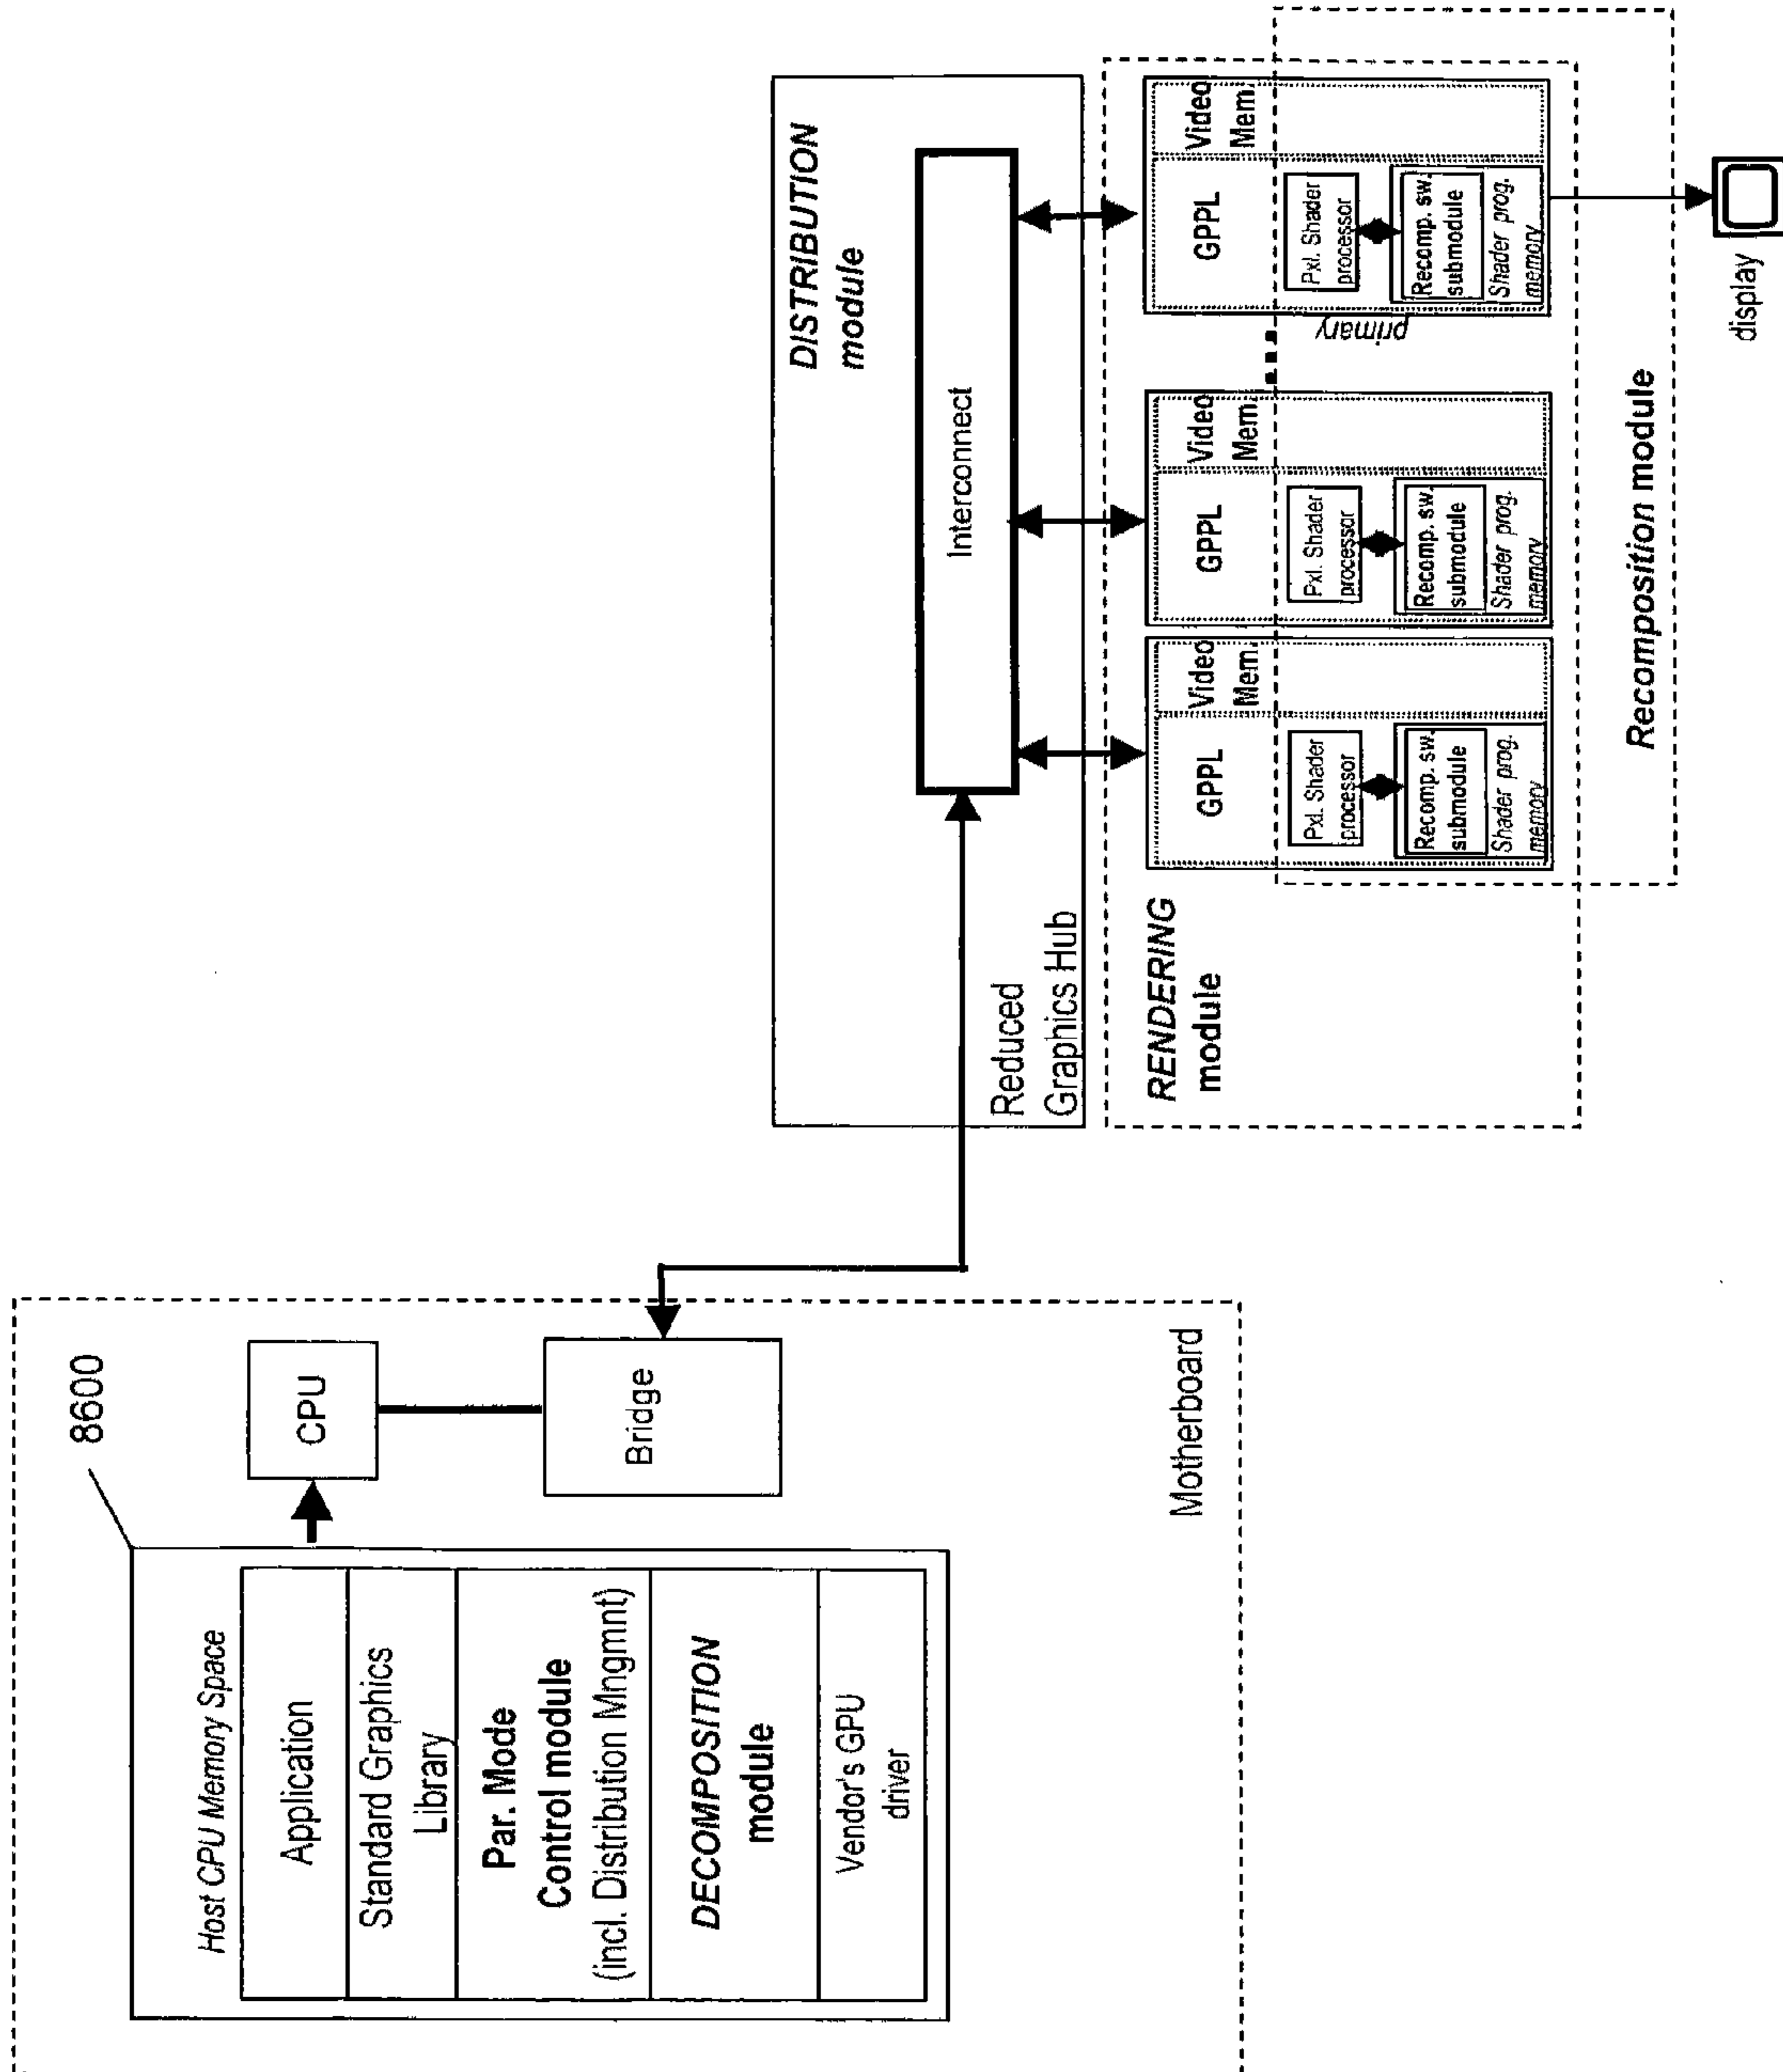 8600
Host CPU Memory Space
Application
Standard Graphics
Library
Par. Mode
Control module
(incl. Distribution Mngmnt)
DECOMPOSITION
module
Vendor's GPU
driver
CPU
Bridge
Motherboard
DISTRIBUTION
module
Interconnect
Reduced
Graphics Hub
RENDERING
module
GPPL
Video
Mem.
Pxl. Shader
processor
Recomp. sw.
submodule
Shader prog.
memory
GPPL
Video
Mem.
Pxl. Shader
processor
Recomp. sw.
submodule
Shader prog.
memory
primary
GPPL
Video
Mem.
Pxl. Shader
processor
Recomp. sw.
submodule
Shader prog.
memory
Recomposition module
display